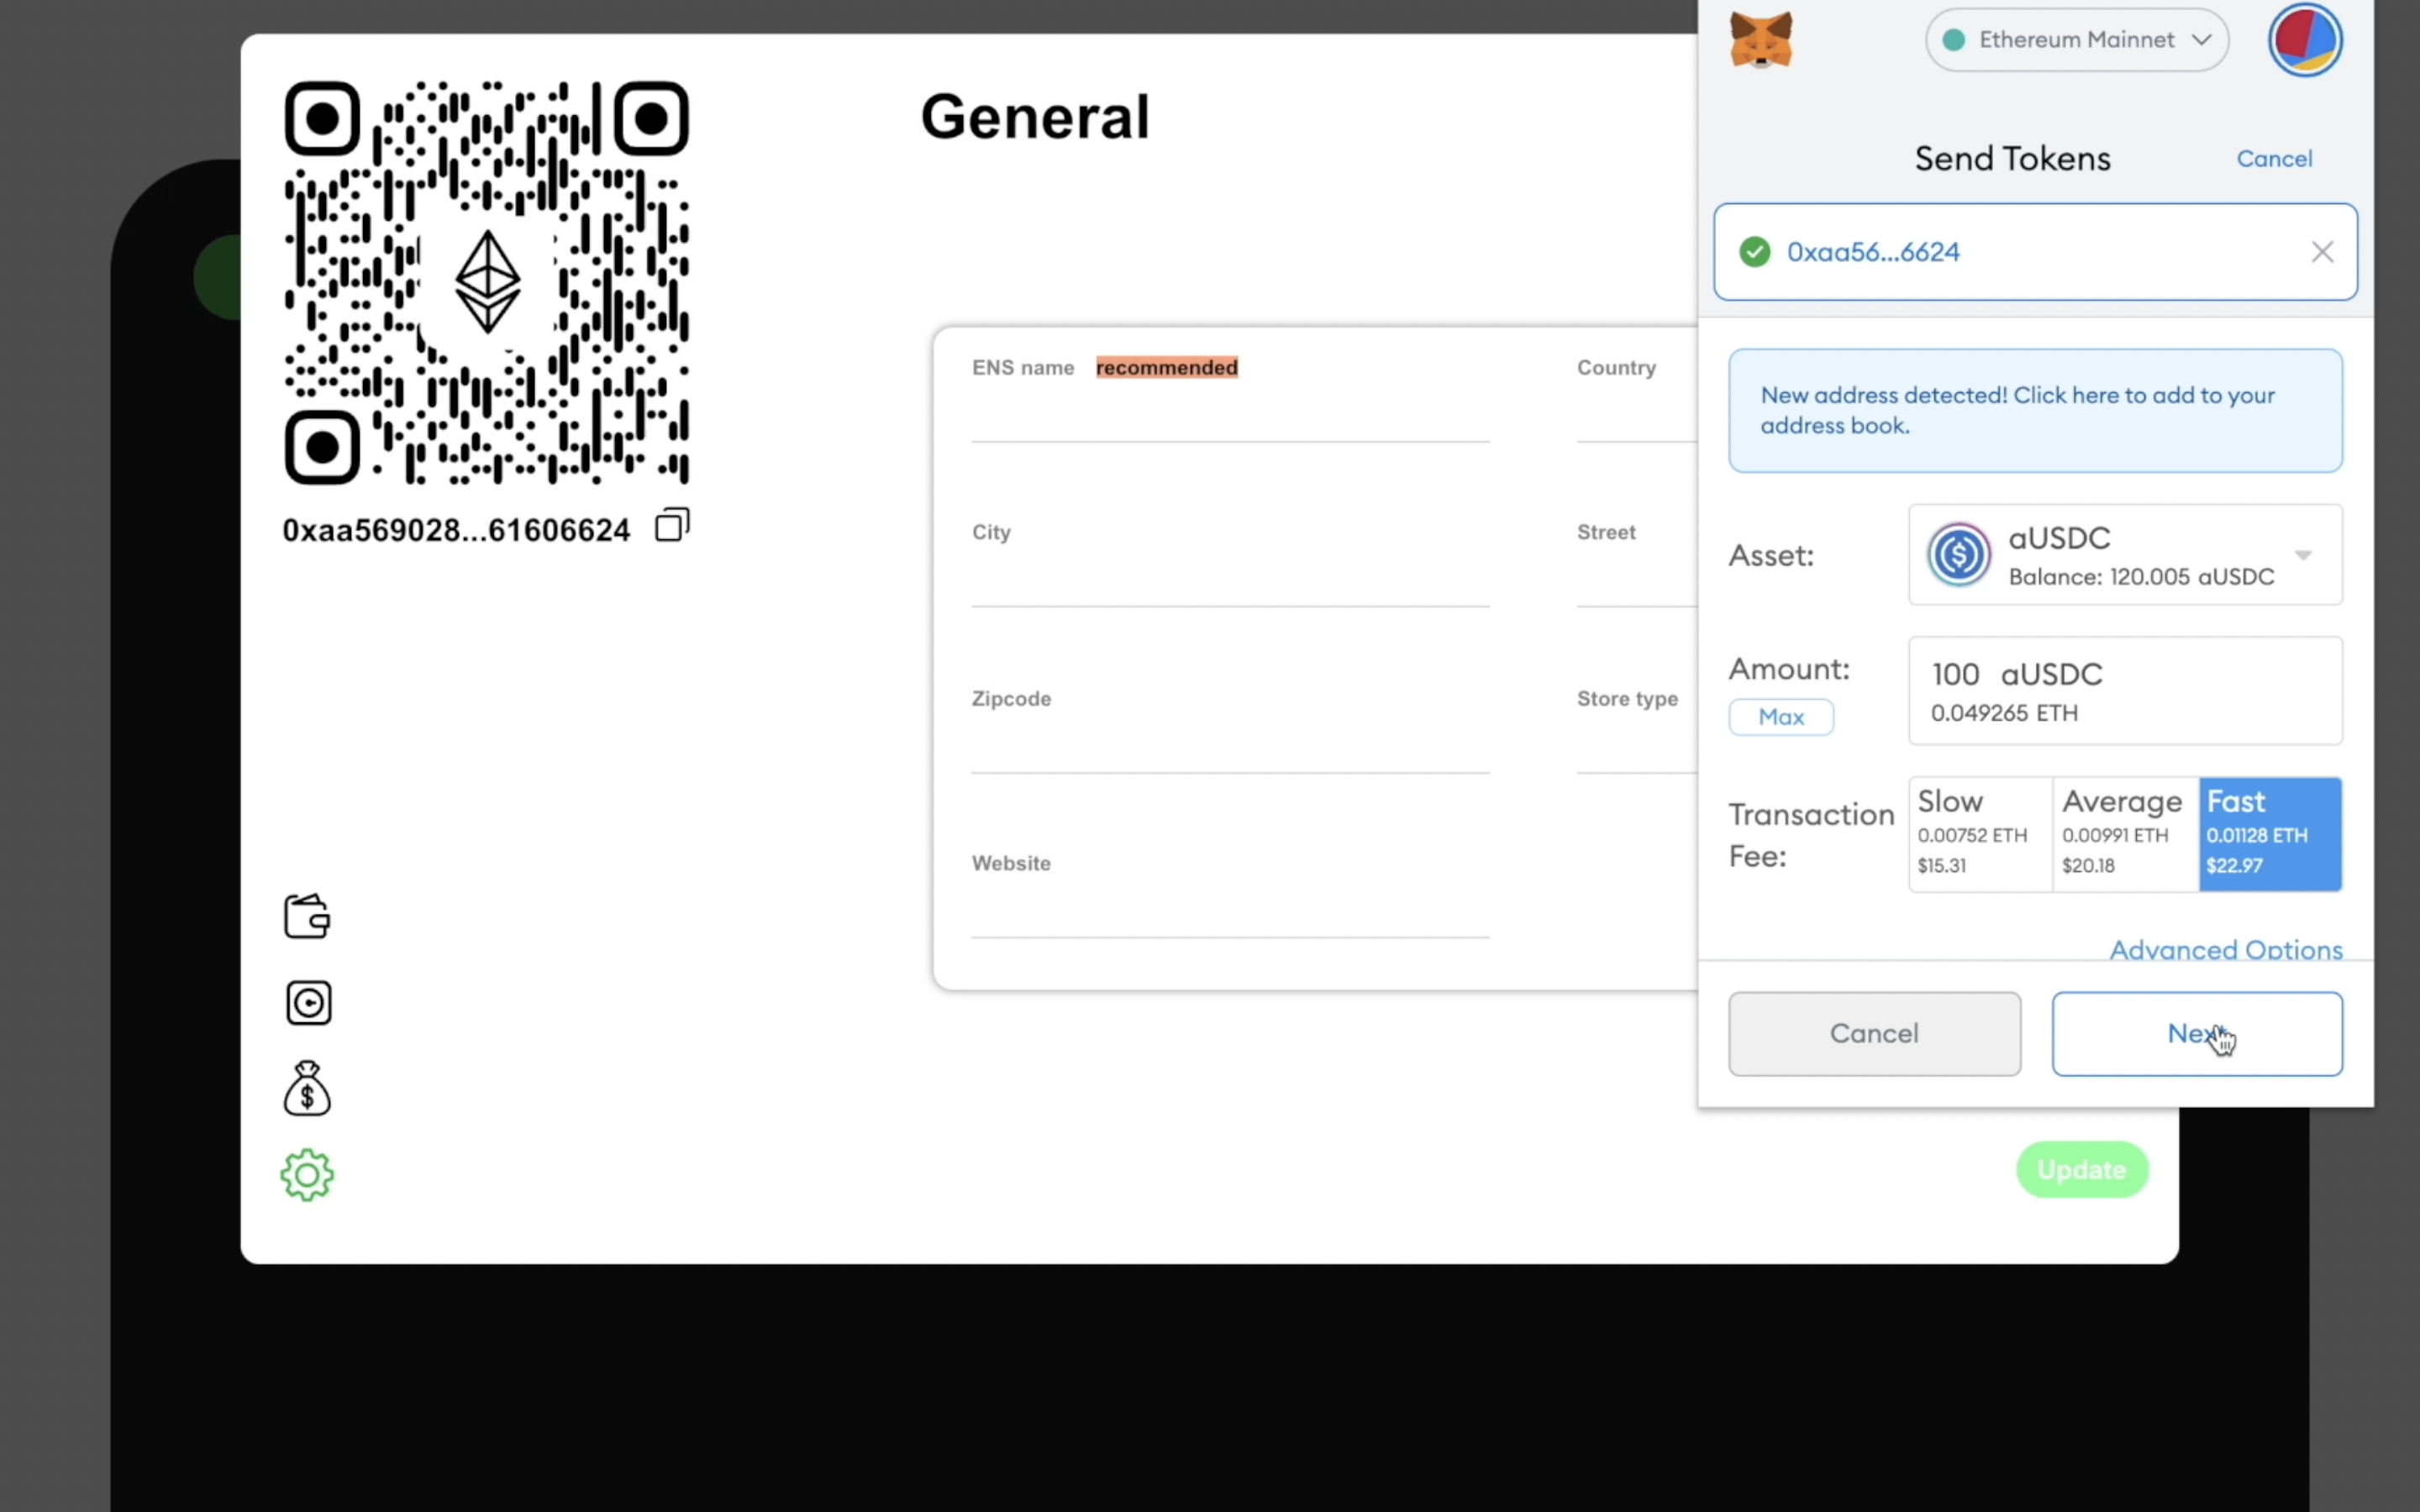 General
0xaa569028...61606624
ENS name recommended
Country
City
Street
Zipcode
Store type
Website
Update
Ethereum Mainnet
Send Tokens
Cancel
0xaa56...6624
New address detected! Click here to add to your
address book.
Asset:
aUSDC
Balance: 120.005 aUSDC
Amount:
Max
100 aUSDC
0.049265 ETH
Transaction
Fee:
Slow
0.00752 ETH
$15.31
Average
0.00991 ETH
$20.18
Fast
0.01128 ETH
$22.97
Advanced Options
Cancel
Next